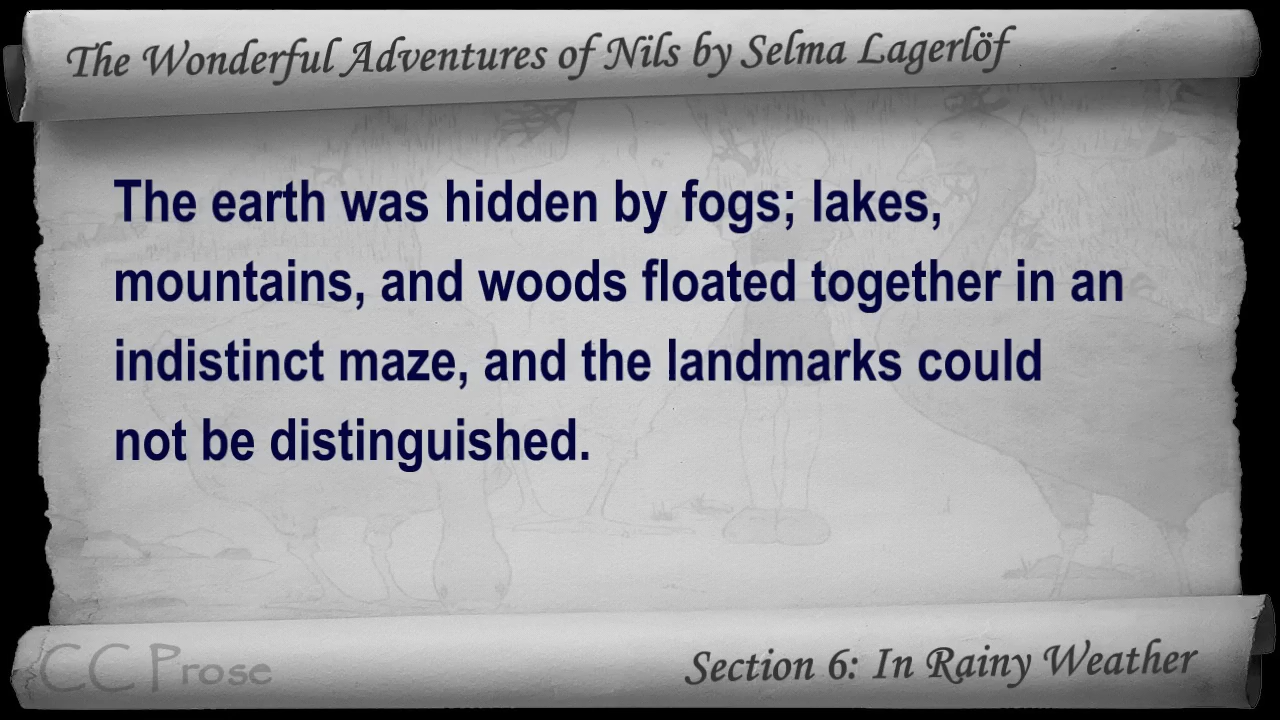 The Wonderful Adventures of Nils by Selma Lagerlöf
The earth was hidden by fogs; lakes,
mountains, and woods floated together in an
indistinct maze, and the landmarks could
not be distinguished.
CC Prose
Section 6: In Rainy Weather